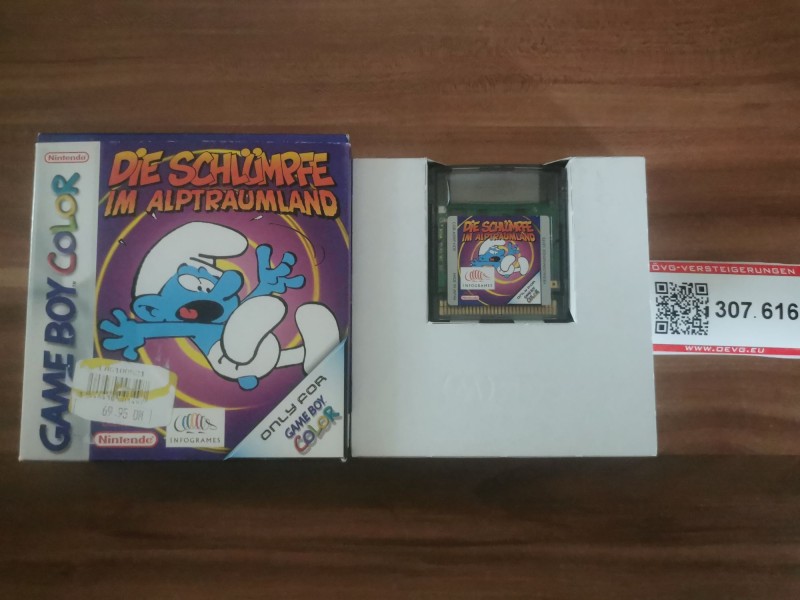 Nintendo
GAME BOY COLOR
DIE SCHLÜMPFE
IM ALPTRAUMLAND
69.95 DM
Nintendo
INFOGRAMES
ONLY FOR
GAME BOY
COLOR
DIE SCHLÜMPFE
IM ALPTRAUMLAND
INFOGRAMES
ÖVG-VERSTEIGERUNGEN
307.616
WWW.OEVG.EU